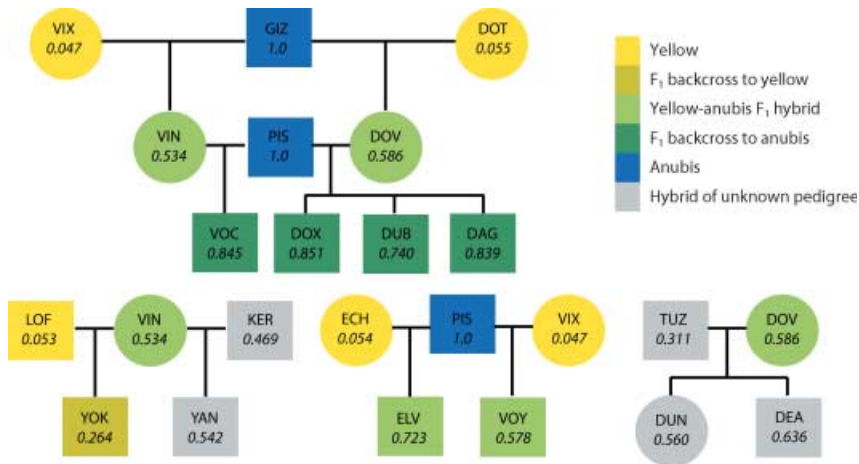 VIX
0.047
GIZ
1.0
DOT
0.055
Yellow
F₁ backcross to yellow
Yellow-anubis F₁ hybrid
F₁ backcross to anubis
Anubis
Hybrid of unknown pedigree
VIN
0.534
PIS
1.0
DOV
0.586
VOC
0.845
DOX
0.851
DUB
0.740
DAG
0.839
LOF
0.053
VIN
0.534
KER
0.469
ECH
0.054
PIS
1.0
VIX
0.047
TUZ
0.311
DOV
0.586
YOK
0.264
YAN
0.542
ELV
0.723
VOY
0.578
DUN
0.560
DEA
0.636